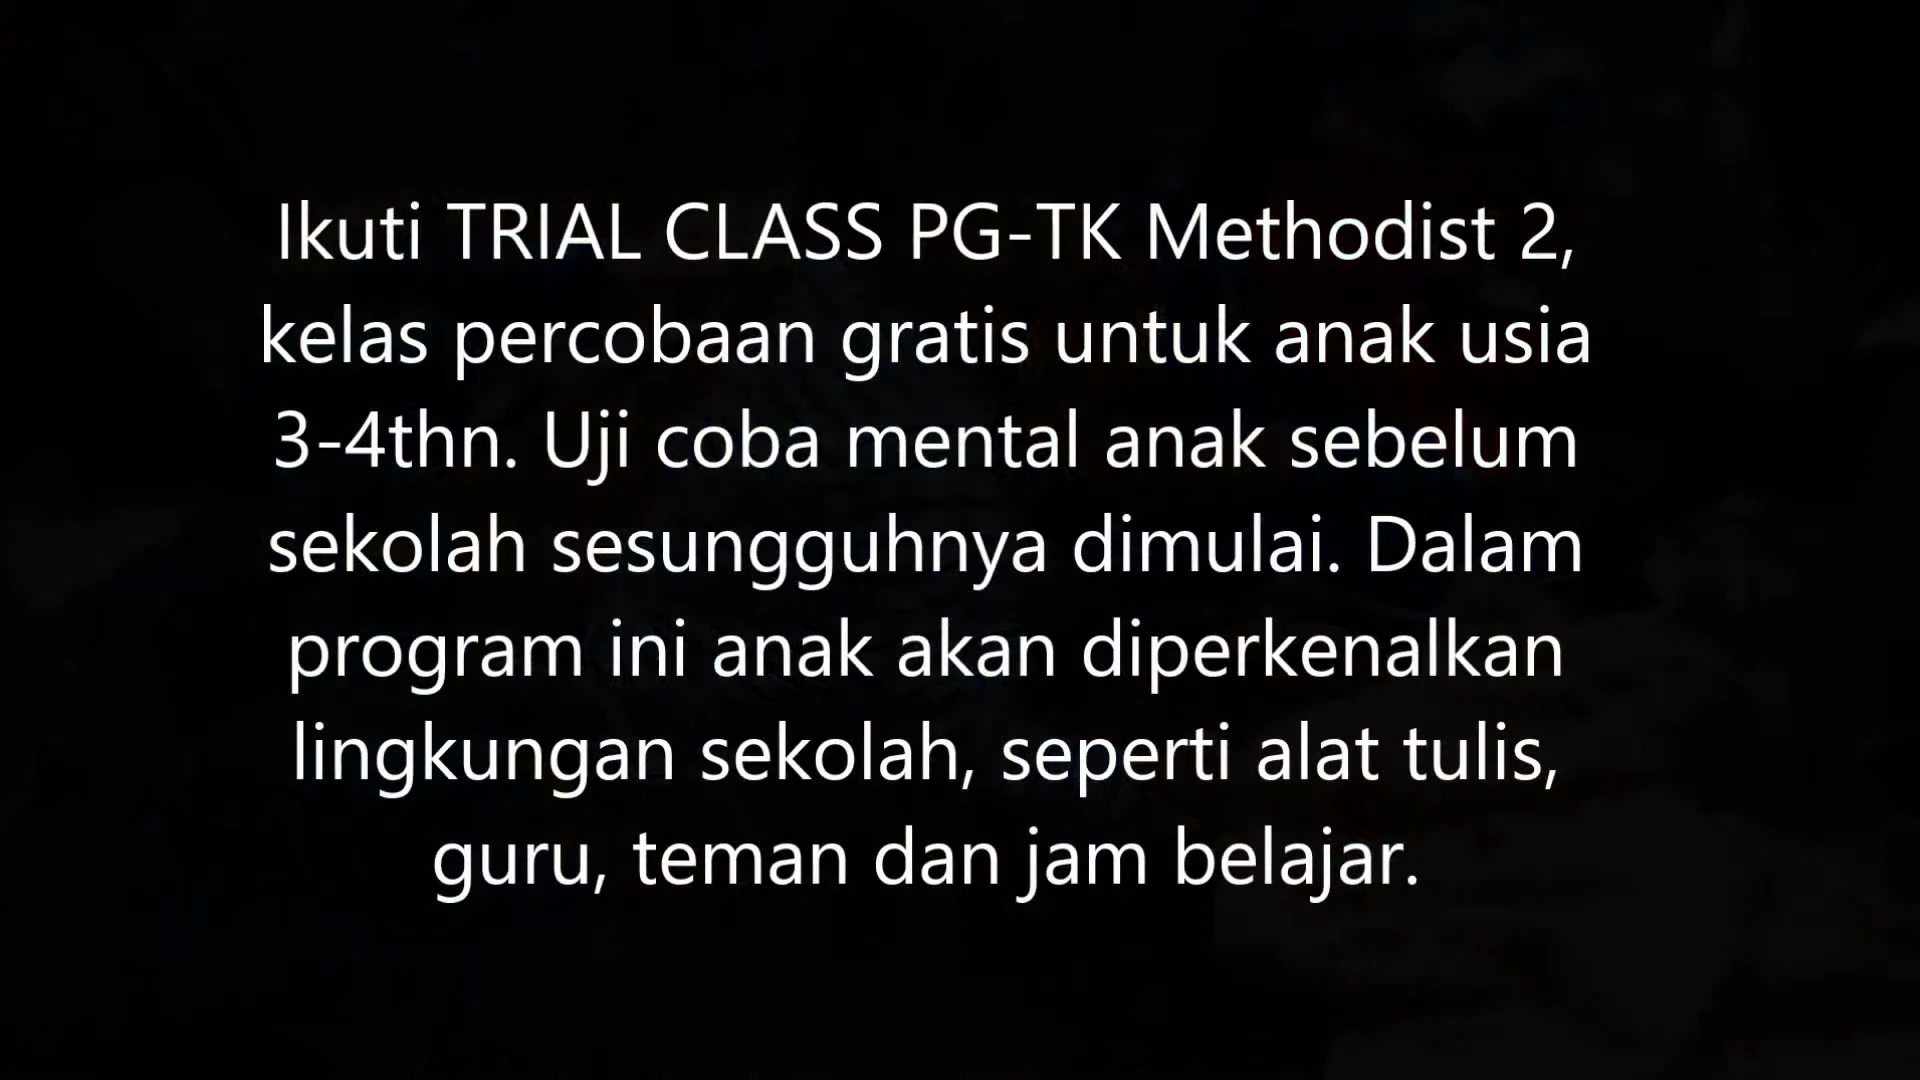 Ikuti TRIAL CLASS PG-TK Methodist 2,
kelas percobaan gratis untuk anak usia
3-4thn. Uji coba mental anak sebelum
sekolah sesungguhnya dimulai. Dalam
program ini anak akan diperkenalkan
lingkungan sekolah, seperti alat tulis,
guru, teman dan jam belajar.